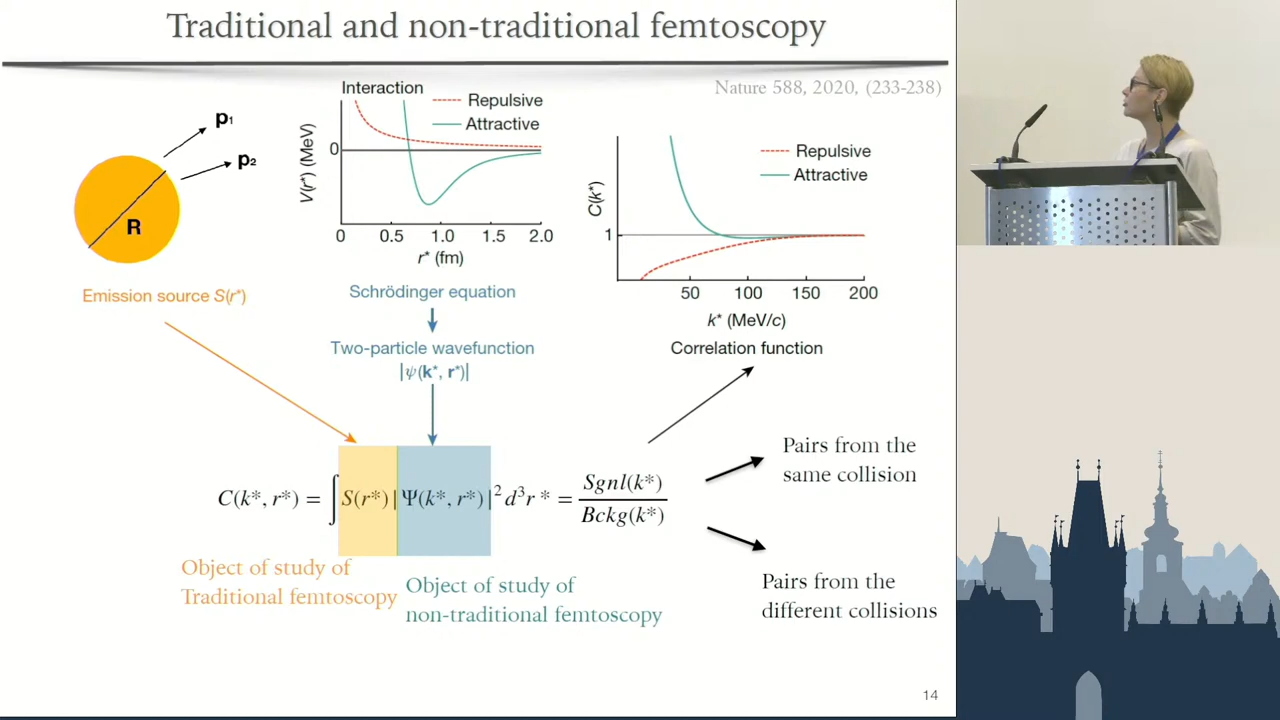 Traditional and non-traditional femtoscopy
Nature 588, 2020, (233-238)
p₁
p₂
R
Emission source S(r*)
Interaction
Repulsive
Attractive
V(r*) (MeV)
0
0 0.5 1.0 1.5 2.0
r* (fm)
Schrödinger equation
Two-particle wavefunction
|ψ(k*, r*)|
Repulsive
Attractive
C(k*)
1
50 100 150 200
k* (MeV/c)
Correlation function
C(k*, r*) = ∫ S(r*) | Ψ(k*, r*) |² d³r * = Sgnl(k*) / Bckg(k*)
Pairs from the
same collision
Pairs from the
different collisions
Object of study of
Traditional femtoscopy
Object of study of
non-traditional femtoscopy
14